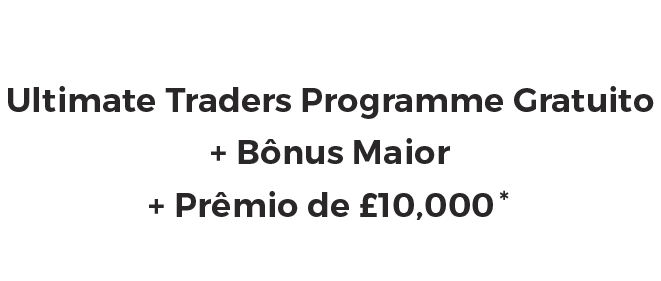 Ultimate Traders Programme Gratuito
+ Bônus Maior
+ Prêmio de £10,000*